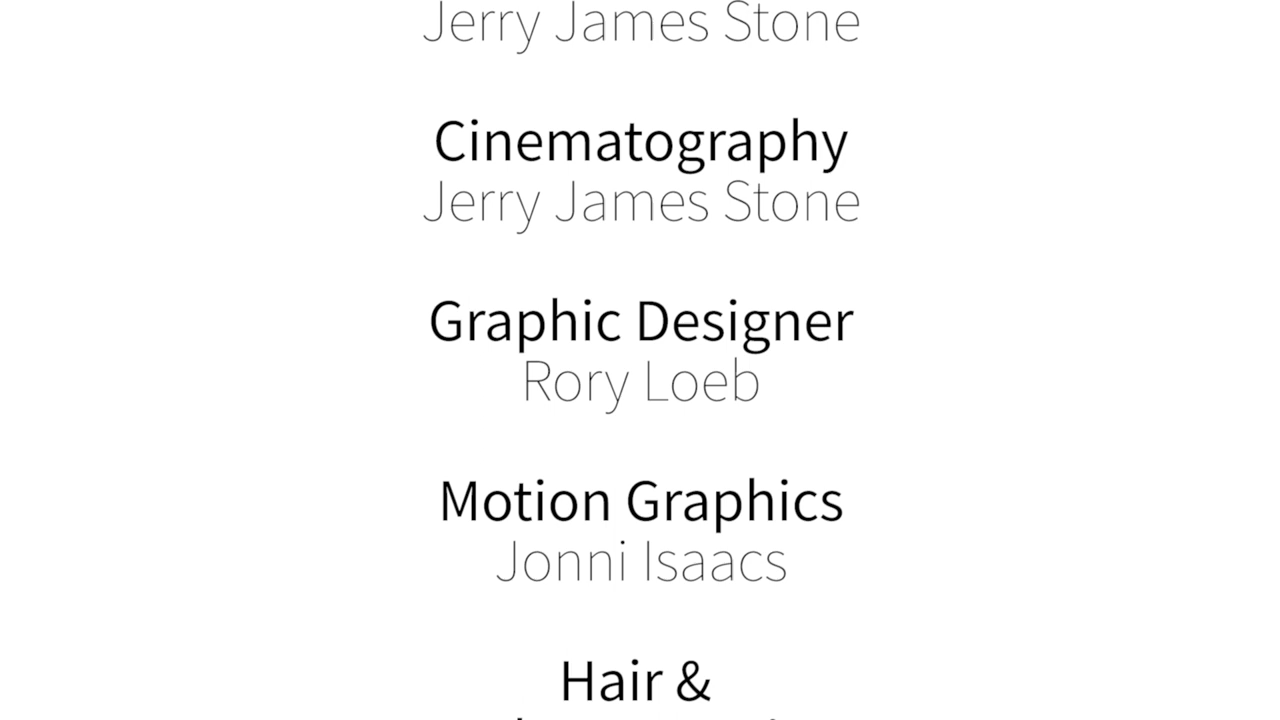 Jerry James Stone
Cinematography
Jerry James Stone
Graphic Designer
Rory Loeb
Motion Graphics
Jonni Isaacs
Hair &